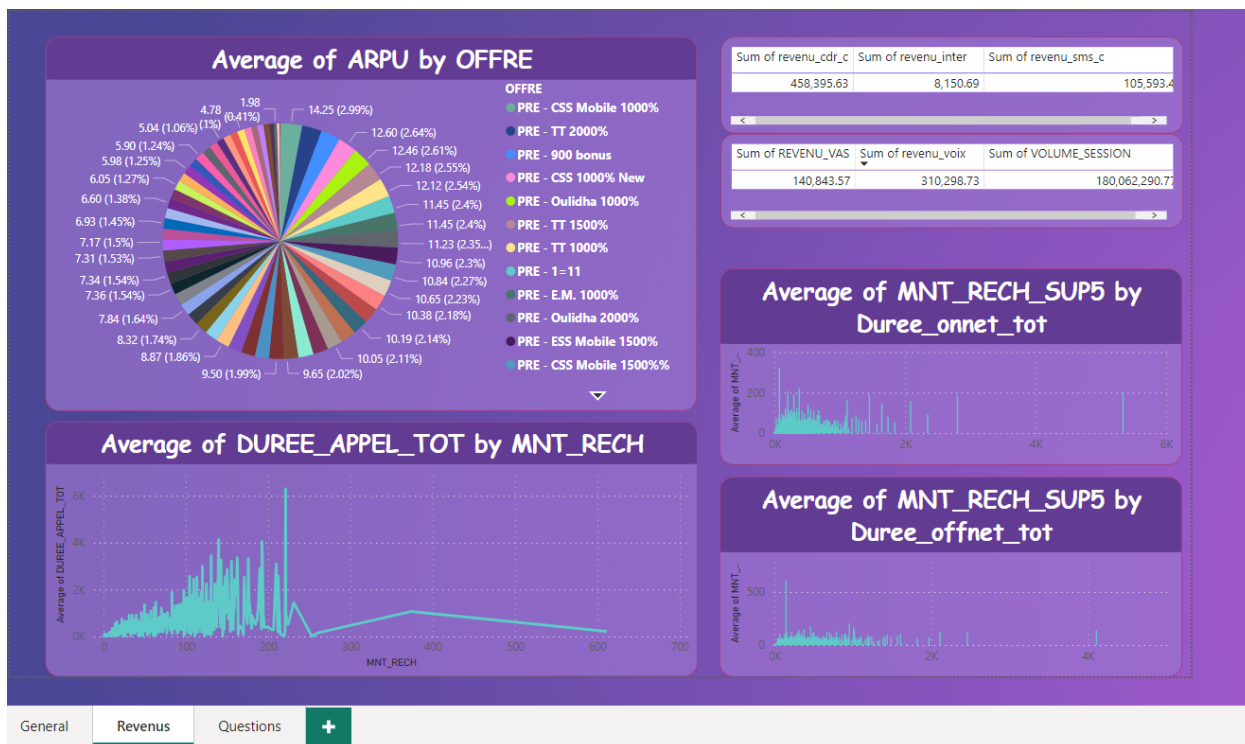 Average of ARPU by OFFRE
OFFRE
PRE - CSS Mobile 1000%
PRE - TT 2000%
PRE - 900 bonus
PRE - CSS 1000% New
PRE - Oulidha 1000%
PRE - TT 1500%
PRE - TT 1000%
PRE - 1=11
PRE - E.M. 1000%
PRE - Oulidha 2000%
PRE - ESS Mobile 1500%
PRE - CSS Mobile 1500%%
14.25 (2.99%)
12.60 (2.64%)
12.46 (2.61%)
12.18 (2.55%)
12.12 (2.54%)
11.45 (2.4%)
11.45 (2.4%)
11.23 (2.35...)
10.96 (2.3%)
10.84 (2.27%)
10.65 (2.23%)
10.38 (2.18%)
10.19 (2.14%)
10.05 (2.11%)
9.65 (2.02%)
9.50 (1.99%)
8.87 (1.86%)
8.32 (1.74%)
7.84 (1.64%)
7.36 (1.54%)
7.34 (1.54%)
7.31 (1.53%)
7.17 (1.5%)
6.93 (1.45%)
6.60 (1.38%)
6.05 (1.27%)
5.98 (1.25%)
5.90 (1.24%)
5.04 (1.06%)
4.78 (1%)
1.98 (0.41%)
Sum of revenu_cdr_c Sum of revenu_inter Sum of revenu_sms_c
458,395.63 8,150.69 105,593.4
Sum of REVENU_VAS Sum of revenu_voix Sum of VOLUME_SESSION
140,843.57 310,298.73 180,062,290.77
Average of MNT_RECH_SUP5 by
Duree_onnet_tot
Average of MNT_...
400
200
0
0K 2K 4K 6K
Average of DUREE_APPEL_TOT by MNT_RECH
Average of DUREE_APPEL_TOT
6K
4K
2K
0K
0 100 200 300 400 500 600 700
MNT_RECH
Average of MNT_RECH_SUP5 by
Duree_offnet_tot
Average of MNT_...
500
0
0K 2K 4K
General Revenus Questions +